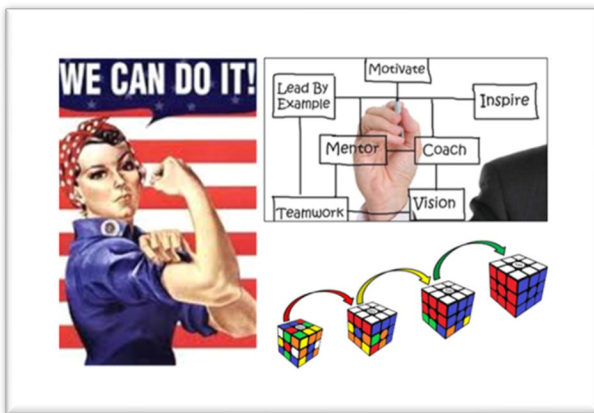 WE CAN DO IT!
Motivate
Lead By
Example
Inspire
Mentor
Coach
Teamwork
Vision